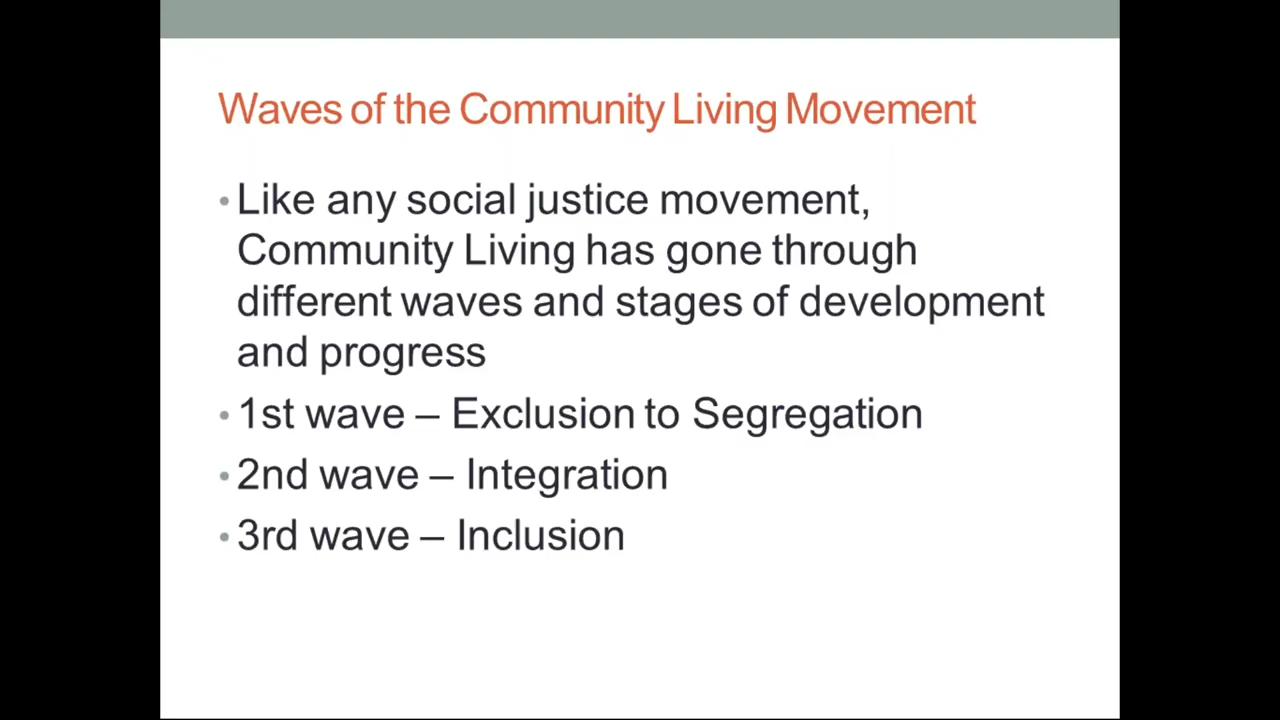 Waves of the Community Living Movement
• Like any social justice movement,
Community Living has gone through
different waves and stages of development
and progress
• 1st wave – Exclusion to Segregation
• 2nd wave – Integration
• 3rd wave – Inclusion